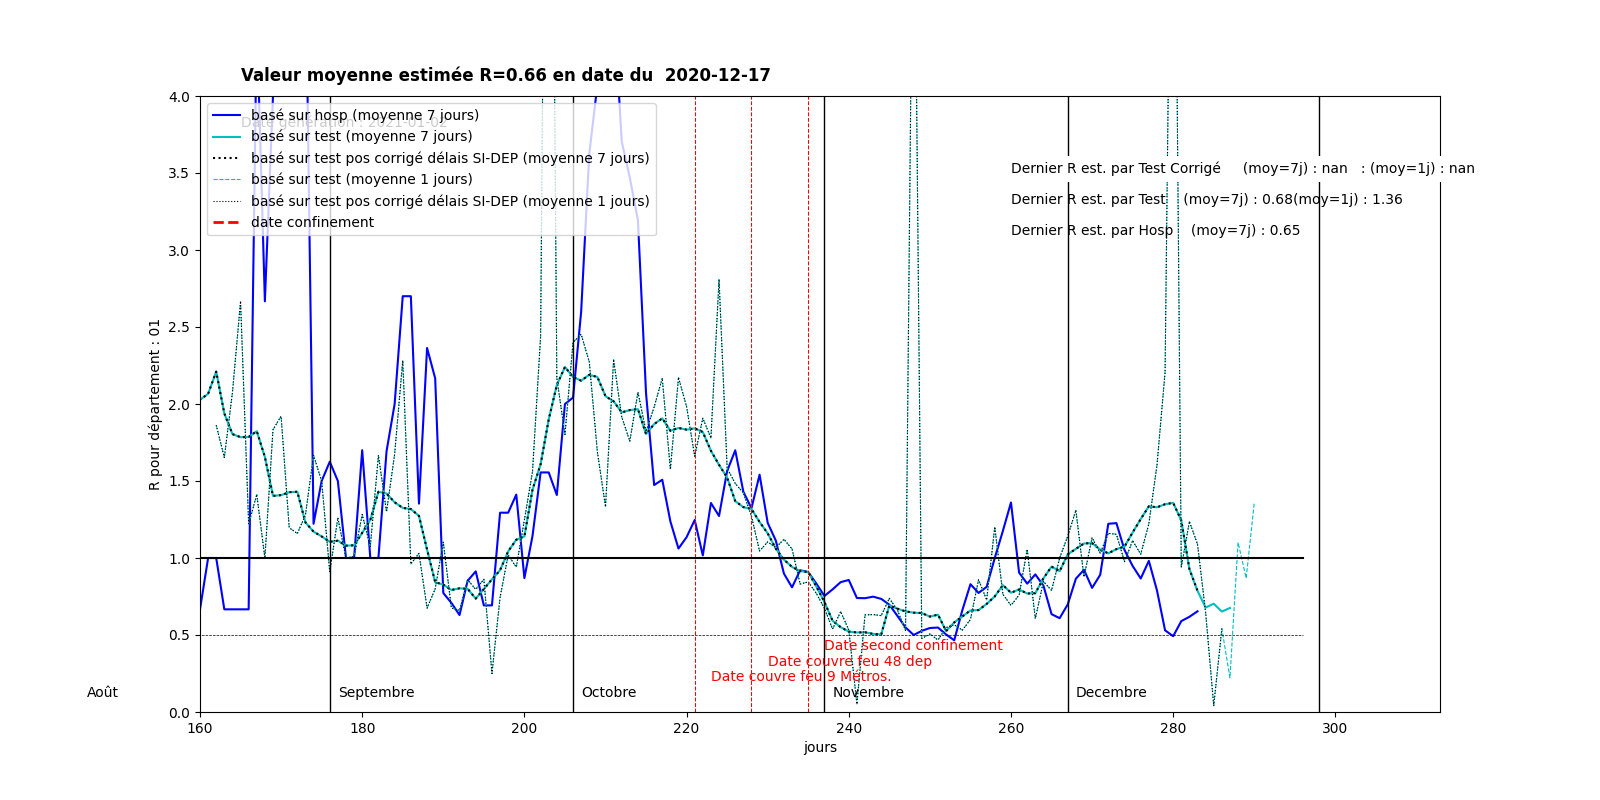 Valeur moyenne estimée R=0.66 en date du  2020-12-17
Date génération : 2021-01-02
basé sur hosp (moyenne 7 jours)
basé sur test (moyenne 7 jours)
basé sur test pos corrigé délais SI-DEP (moyenne 7 jours)
basé sur test (moyenne 1 jours)
basé sur test pos corrigé délais SI-DEP (moyenne 1 jours)
date confinement
Dernier R est. par Test Corrigé     (moy=7j) : nan   : (moy=1j) : nan
Dernier R est. par Test    (moy=7j) : 0.68(moy=1j) : 1.36
Dernier R est. par Hosp    (moy=7j) : 0.65
4.0
3.5
3.0
2.5
2.0
1.5
1.0
0.5
0.0
R pour département : 01
Date second confinement
Date couvre feu 48 dep
Date couvre feu 9 Métros.
Août
Septembre
Octobre
Novembre
Decembre
160 180 200 220 240 260 280 300
jours